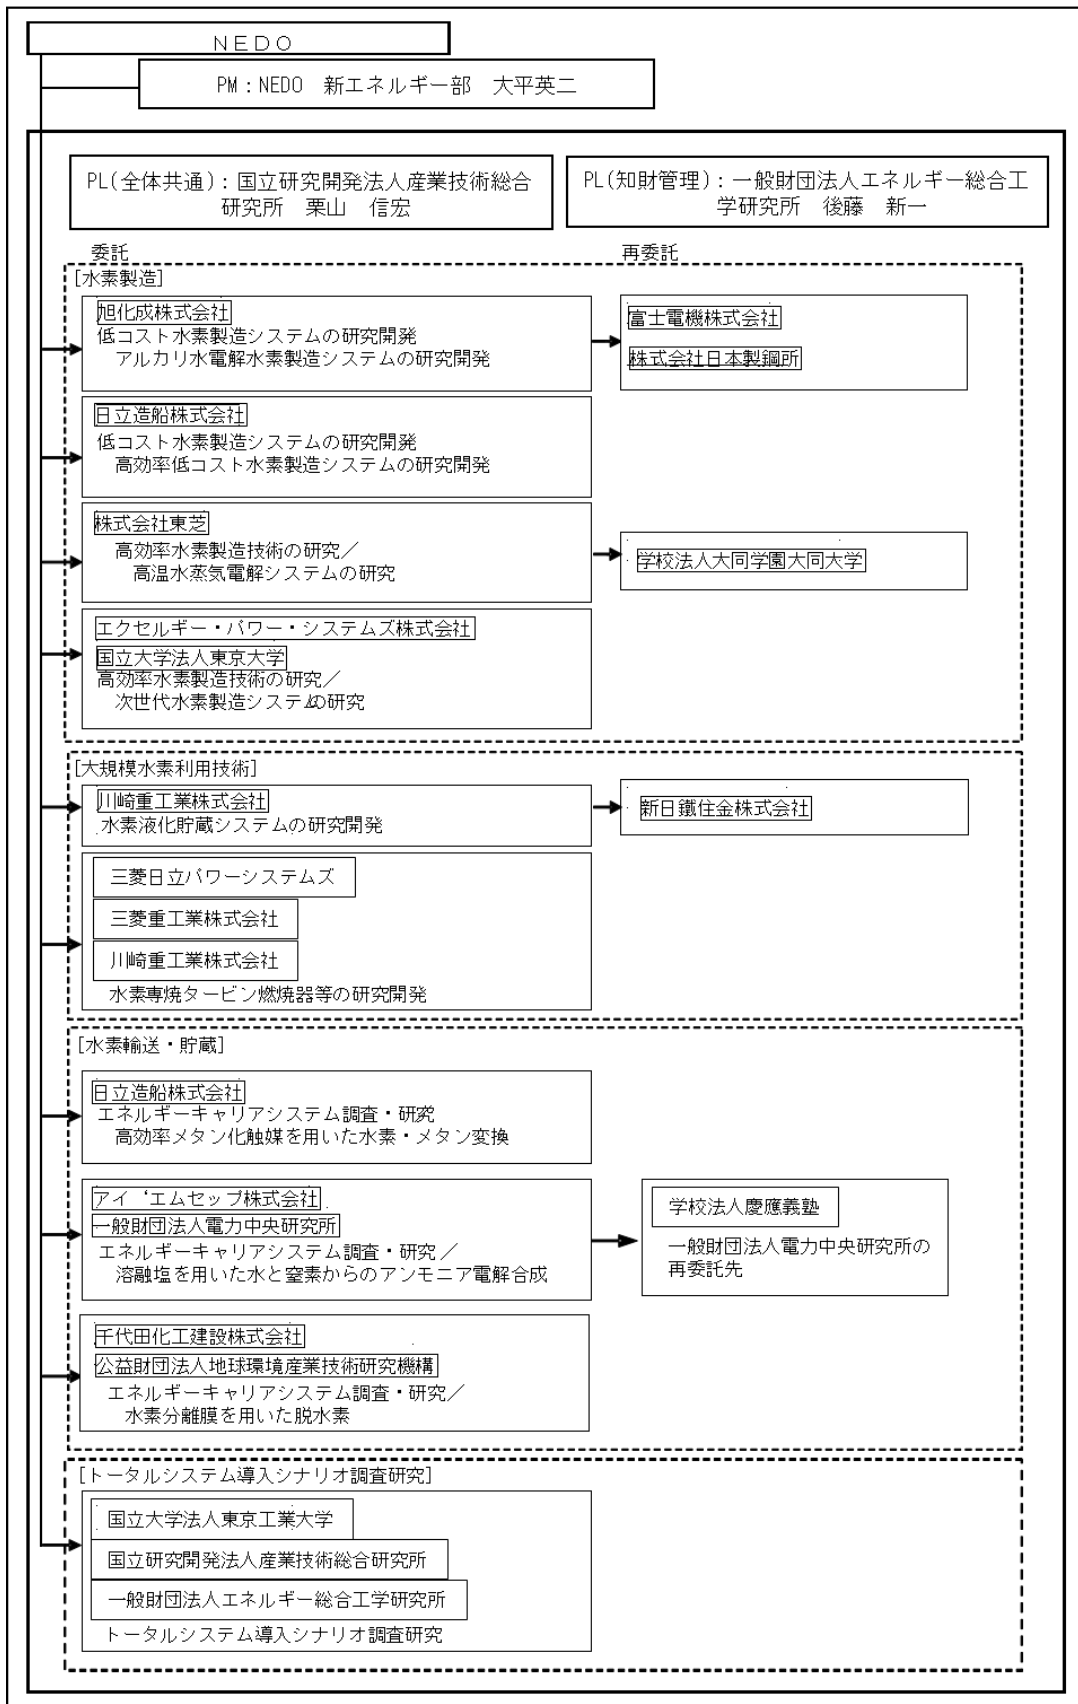 NEDO
PM：NEDO　新エネルギー部　大平英二
PL(全体共通)：国立研究開発法人産業技術総合
研究所　栗山　信宏
PL(知財管理)：一般財団法人エネルギー総合工
学研究所　後藤　新一
委託
再委託
[水素製造]
旭化成株式会社
低コスト水素製造システムの研究開発
アルカリ水電解水素製造システムの研究開発
富士電機株式会社
株式会社日本製鋼所
日立造船株式会社
低コスト水素製造システムの研究開発
高効率低コスト水素製造システムの研究開発
株式会社東芝
高効率水素製造技術の研究／
高温水蒸気電解システムの研究
学校法人大同学園大同大学
エクセルギー・パワー・システムズ株式会社
国立大学法人東京大学
高効率水素製造技術の研究／
次世代水素製造システムの研究
[大規模水素利用技術]
川崎重工業株式会社
水素液化貯蔵システムの研究開発
新日鐵住金株式会社
三菱日立パワーシステムズ
三菱重工業株式会社
川崎重工業株式会社
水素専焼タービン燃焼器等の研究開発
[水素輸送・貯蔵]
日立造船株式会社
エネルギーキャリアシステム調査・研究
高効率メタン化触媒を用いた水素・メタン変換
アイ‘エムセップ株式会社
一般財団法人電力中央研究所
エネルギーキャリアシステム調査・研究／
溶融塩を用いた水と窒素からのアンモニア電解合成
学校法人慶應義塾
一般財団法人電力中央研究所の
再委託先
千代田化工建設株式会社
公益財団法人地球環境産業技術研究機構
エネルギーキャリアシステム調査・研究／
水素分離膜を用いた脱水素
[トータルシステム導入シナリオ調査研究]
国立大学法人東京工業大学
国立研究開発法人産業技術総合研究所
一般財団法人エネルギー総合工学研究所
トータルシステム導入シナリオ調査研究